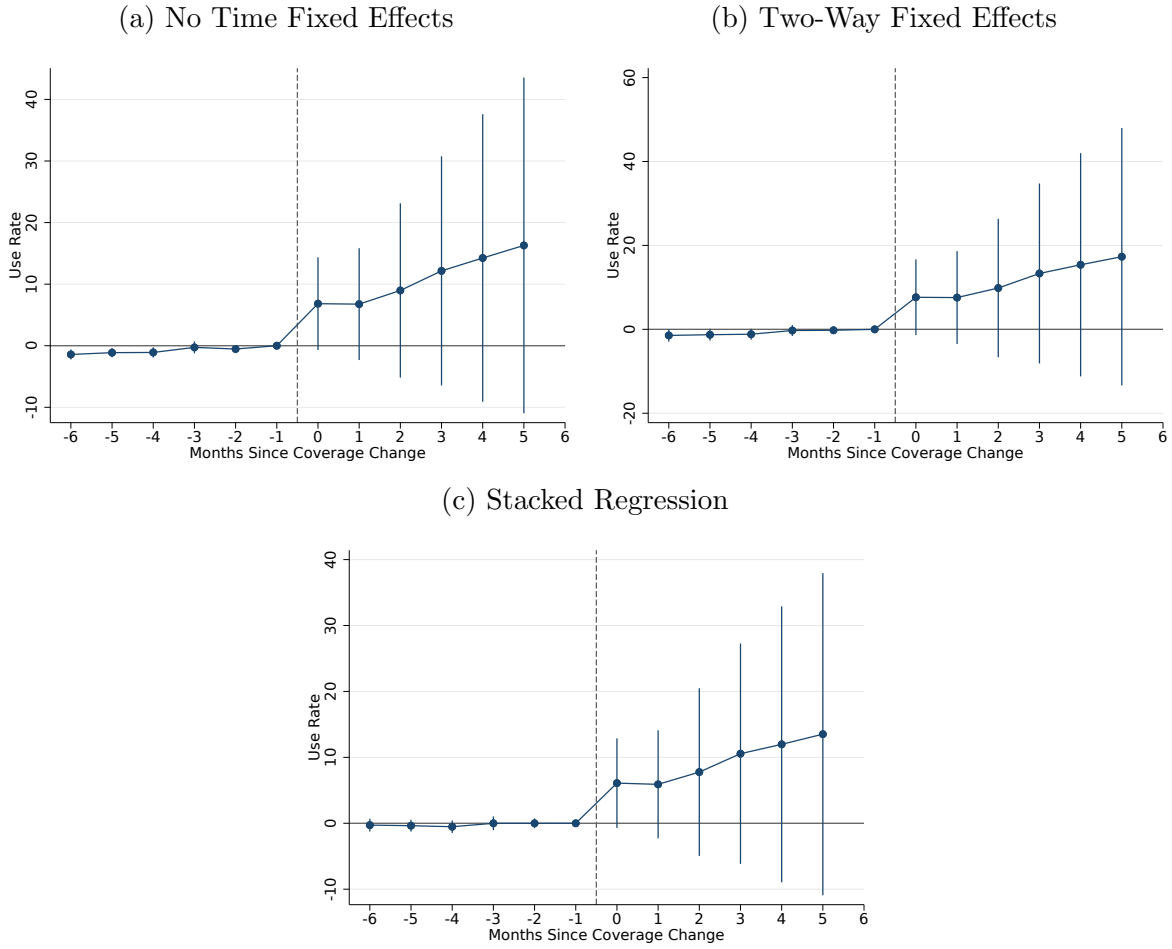 (a) No Time Fixed Effects
Use Rate
40
30
20
10
0
-10
-6 -5 -4 -3 -2 -1 0 1 2 3 4 5 6
Months Since Coverage Change
(b) Two-Way Fixed Effects
Use Rate
60
40
20
0
-20
-6 -5 -4 -3 -2 -1 0 1 2 3 4 5 6
Months Since Coverage Change
(c) Stacked Regression
Use Rate
40
30
20
10
0
-10
-6 -5 -4 -3 -2 -1 0 1 2 3 4 5 6
Months Since Coverage Change